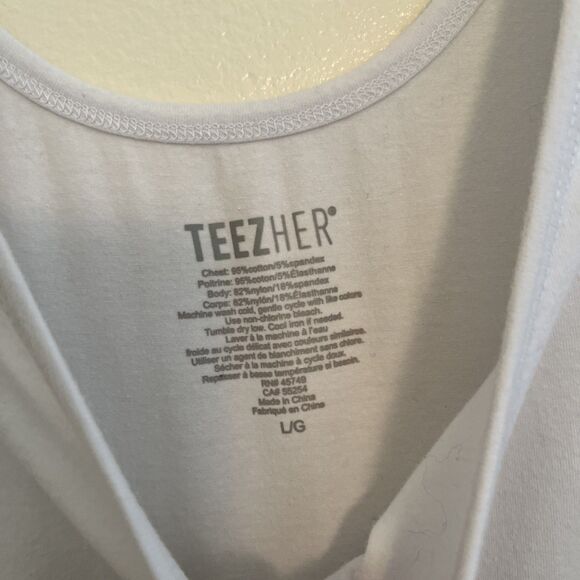 TEEZHER®
Chest: 95%cotton/5%spandex
Poitrine: 95%coton/5%Élasthanne
Body: 82%nylon/18%spandex
Corps: 82%nylón/18%Élasthanne
Machine wash cold, gentle cycle with like colors
Use non-chlorine bleach.
Tumble dry low. Cool iron if needed.
Laver à la machine à l'eau
froide au cycle délicat avec couleurs similaires.
Utiliser un agent de blanchiment sans chlore.
Sécher à la machine à cycle doux.
Repasser à basse température si besoin.
RN# 45749
CA# 55254
Made in China
Fabriqué en China
L/G